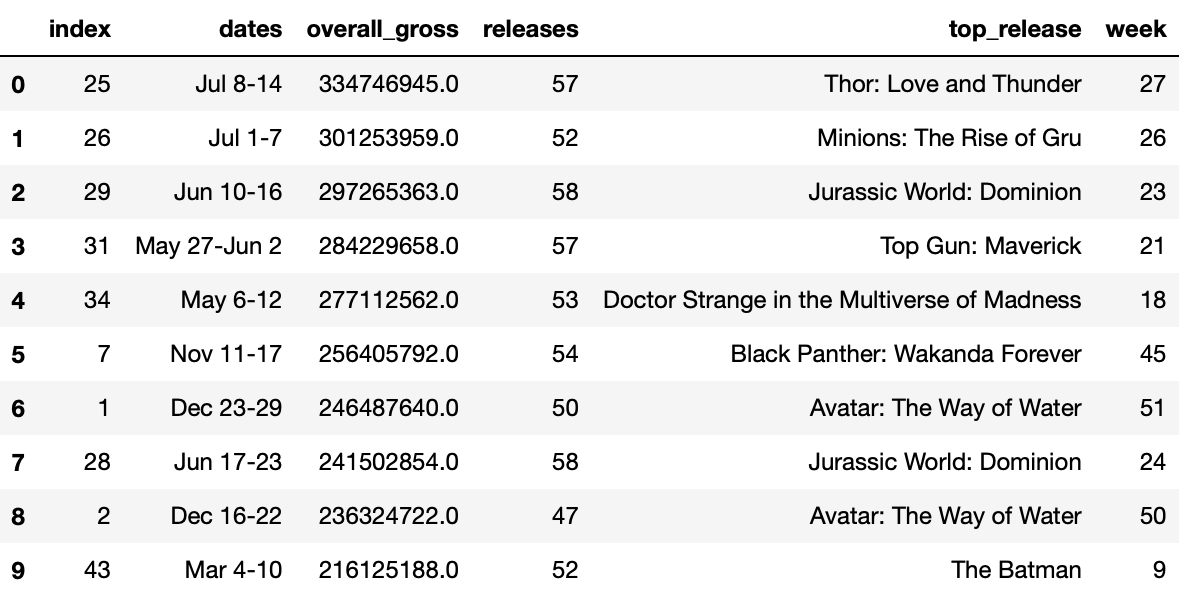 index dates overall_gross releases top_release week
0 25 Jul 8-14 334746945.0 57 Thor: Love and Thunder 27
1 26 Jul 1-7 301253959.0 52 Minions: The Rise of Gru 26
2 29 Jun 10-16 297265363.0 58 Jurassic World: Dominion 23
3 31 May 27-Jun 2 284229658.0 57 Top Gun: Maverick 21
4 34 May 6-12 277112562.0 53 Doctor Strange in the Multiverse of Madness 18
5 7 Nov 11-17 256405792.0 54 Black Panther: Wakanda Forever 45
6 1 Dec 23-29 246487640.0 50 Avatar: The Way of Water 51
7 28 Jun 17-23 241502854.0 58 Jurassic World: Dominion 24
8 2 Dec 16-22 236324722.0 47 Avatar: The Way of Water 50
9 43 Mar 4-10 216125188.0 52 The Batman 9